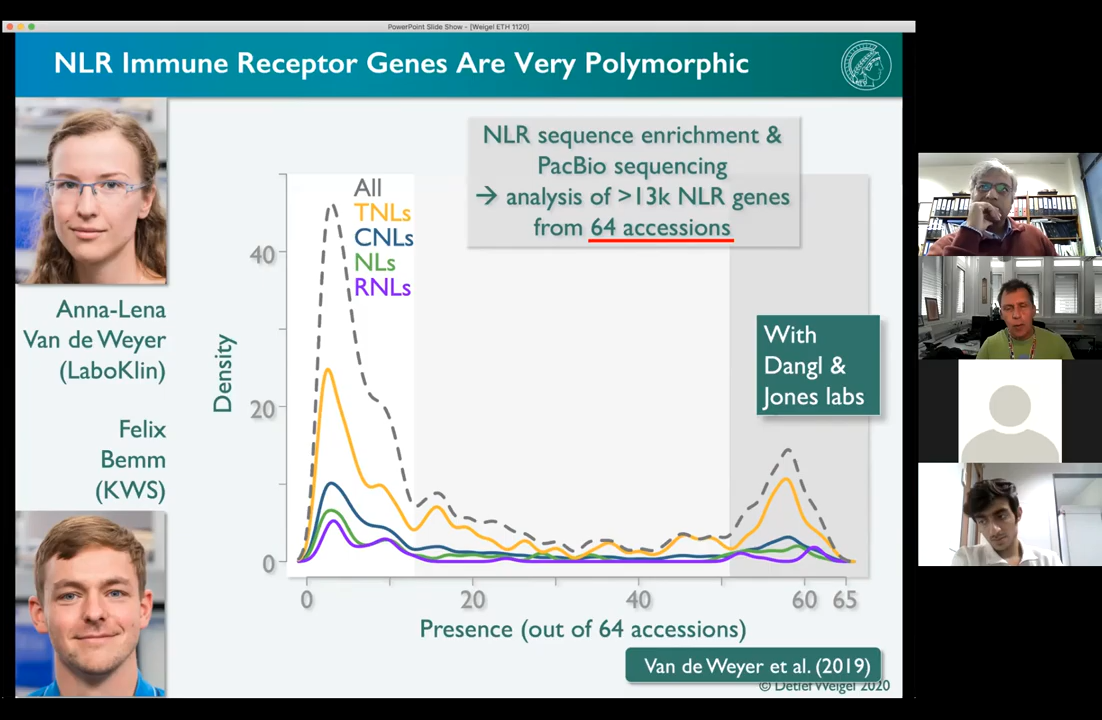 PowerPoint Slide Show - [Weigel ETH 1120]
NLR Immune Receptor Genes Are Very Polymorphic
NLR sequence enrichment &
PacBio sequencing
→ analysis of >13k NLR genes
from 64 accessions
All
TNLs
CNLs
NLs
RNLs
Anna-Lena
Van de Weyer
(LaboKlin)
Felix
Bemm
(KWS)
With
Dangl &
Jones labs
Density
40
20
0
0 20 40 60 65
Presence (out of 64 accessions)
Van de Weyer et al. (2019)
© Detlef Weigel 2020